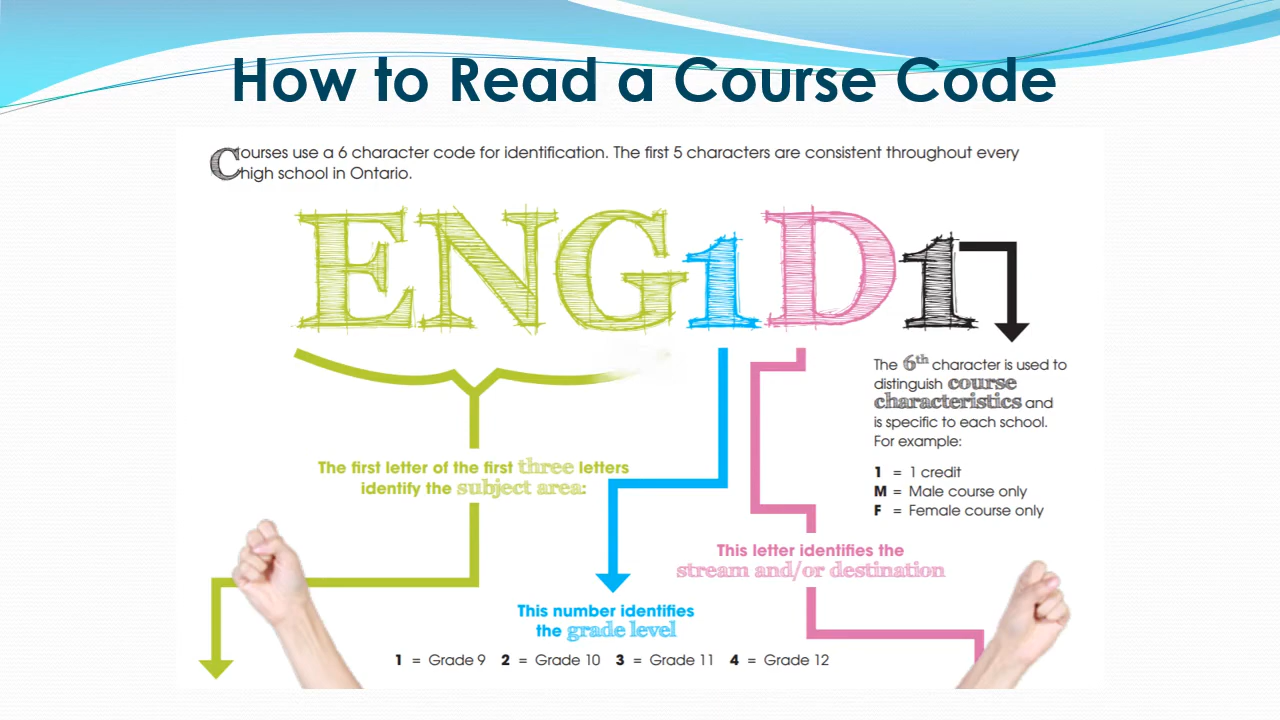 How to Read a Course Code
Courses use a 6 character code for identification. The first 5 characters are consistent throughout every
high school in Ontario.
ENG1D1
The 6th character is used to
distinguish course
characteristics and
is specific to each school.
For example:
1 = 1 credit
M = Male course only
F = Female course only
The first letter of the first three letters
identify the subject area:
This letter identifies the
stream and/or destination
This number identifies
the grade level
1 = Grade 9 2 = Grade 10 3 = Grade 11 4 = Grade 12